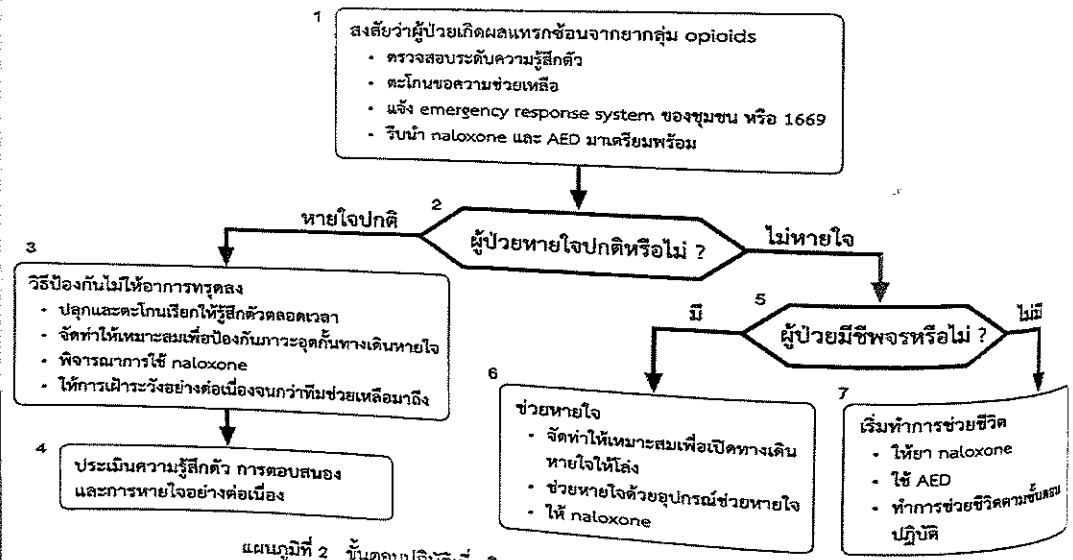 1
สงสัยว่าผู้ป่วยเกิดผลแทรกซ้อนจากยากลุ่ม opioids
• ตรวจสอบระดับความรู้สึกตัว
• ตะโกนขอความช่วยเหลือ
• แจ้ง emergency response system ของชุมชน หรือ 1669
• รีบนำ naloxone และ AED มาเตรียมพร้อม
2
ผู้ป่วยหายใจปกติหรือไม่ ?
หายใจปกติ
ไม่หายใจ
3
วิธีป้องกันไม่ให้อาการทรุดลง
• ปลุกและตะโกนเรียกให้รู้สึกตัวตลอดเวลา
• จัดท่าให้เหมาะสมเพื่อป้องกันภาวะอุดกั้นทางเดินหายใจ
• พิจารณาการใช้ naloxone
• ให้การเฝ้าระวังอย่างต่อเนื่องจนกว่าทีมช่วยเหลือมาถึง
4
ประเมินความรู้สึกตัว การตอบสนอง
และการหายใจอย่างต่อเนื่อง
5
ผู้ป่วยมีชีพจรหรือไม่ ?
มี
ไม่มี
6
ช่วยหายใจ
• จัดท่าให้เหมาะสมเพื่อเปิดทางเดิน
หายใจให้โล่ง
• ช่วยหายใจด้วยอุปกรณ์ช่วยหายใจ
• ให้ naloxone
7
เริ่มทำการช่วยชีวิต
• ให้ยา naloxone
• ใช้ AED
• ทำการช่วยชีวิตตามขั้นตอน
ปฏิบัติ
แผนภูมิที่ 2 ขั้นตอนปฏิบัติ